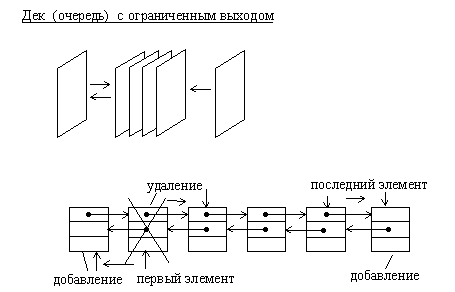 Дек (очередь) с ограниченным выходом
удаление
последний элемент
добавление
первый элемент
добавление